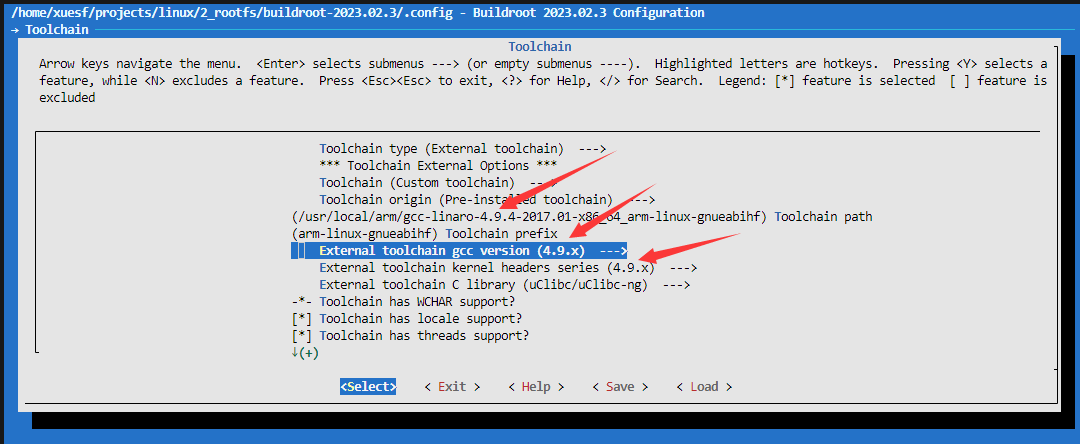 /home/xuesf/projects/linux/2_rootfs/buildroot-2023.02.3/.config - Buildroot 2023.02.3 Configuration
→ Toolchain
Toolchain
Arrow keys navigate the menu.  <Enter> selects submenus ---> (or empty submenus ----).  Highlighted letters are hotkeys.  Pressing <Y> selects a
feature, while <N> excludes a feature.  Press <Esc><Esc> to exit, <?> for Help, </> for Search.  Legend: [*] feature is selected  [ ] feature is
excluded
Toolchain type (External toolchain)  --->
*** Toolchain External Options ***
Toolchain (Custom toolchain)  --->
Toolchain origin (Pre-installed toolchain)  --->
(/usr/local/arm/gcc-linaro-4.9.4-2017.01-x86_64_arm-linux-gnueabihf) Toolchain path
(arm-linux-gnueabihf) Toolchain prefix
External toolchain gcc version (4.9.x)  --->
External toolchain kernel headers series (4.9.x)  --->
External toolchain C library (uClibc/uClibc-ng)  --->
-*- Toolchain has WCHAR support?
[*] Toolchain has locale support?
[*] Toolchain has threads support?
↓(+)
<Select>    < Exit >    < Help >    < Save >    < Load >